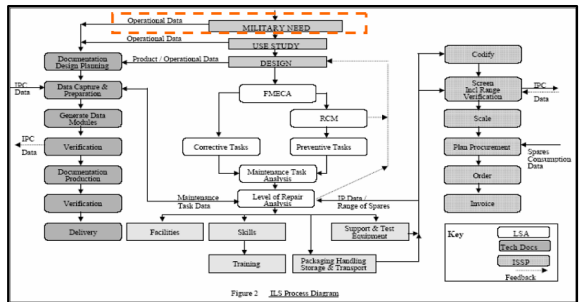 Operational Data
MILITARY NEED
Operational Data
USE STUDY
Product / Operational Data
DESIGN
Documentation
Design Planning
IPC
Data
Data Capture &
Preparation
Generate Data
Modules
IPC
Data
Verification
Documentation
Production
Verification
Delivery
FMECA
RCM
Corrective Tasks
Preventive Tasks
Maintenance Task
Analysis
Maintenance
Task Data
Level of Repair
Analysis
IP Data /
Range of Spares
Facilities
Skills
Support & Test
Equipment
Training
Packaging Handling
Storage & Transport
Codify
Screen
Incl Range
Verification
IPC
Data
Scale
Plan Procurement
Spares
Consumption
Data
Order
Invoice
Key
LSA
Tech Docs
ISSP
Feedback
Figure 2 ILS Process Diagram